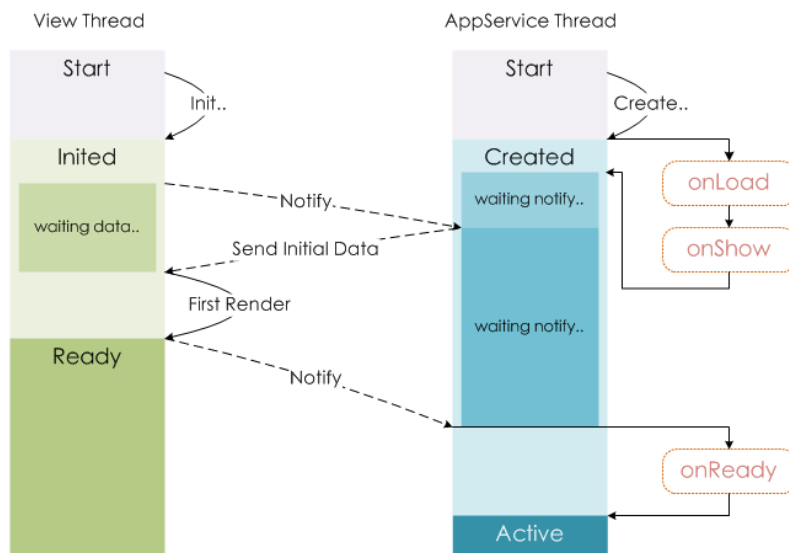 View Thread
AppService Thread
Start
Start
Init..
Create..
Inited
Created
onLoad
waiting data..
Notify
waiting notify..
Send Initial Data
onShow
First Render
waiting notify..
Ready
Notify
onReady
Active